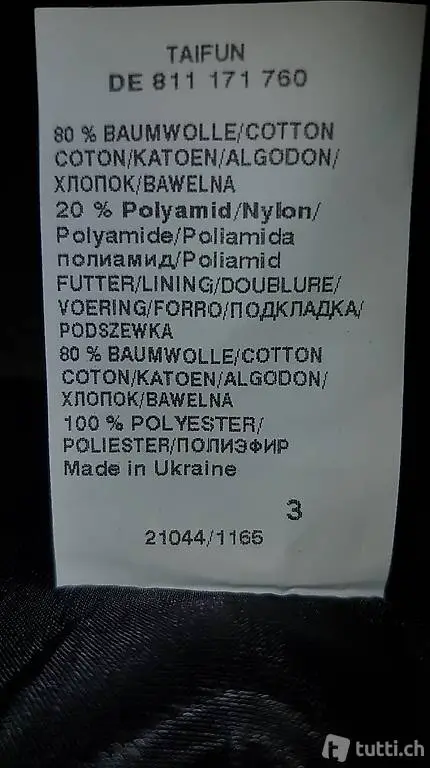 TAIFUN
DE 811 171 760
80 % BAUMWOLLE/COTTON
COTON/KATOEN/ALGODON/
ХЛОПОК/BAWELNA
20 % Polyamid/Nylon/
Polyamide/Poliamida
полиамид/Poliamid
FUTTER/LINING/DOUBLURE/
VOERING/FORRO/ПОДКЛАДКА/
PODSZEWKA
80 % BAUMWOLLE/COTTON
COTON/KATOEN/ALGODON/
ХЛОПОК/BAWELNA
100 % POLYESTER/
POLIESTER/ПОЛИЭФИР
Made in Ukraine
3
21044/1165
tutti.ch